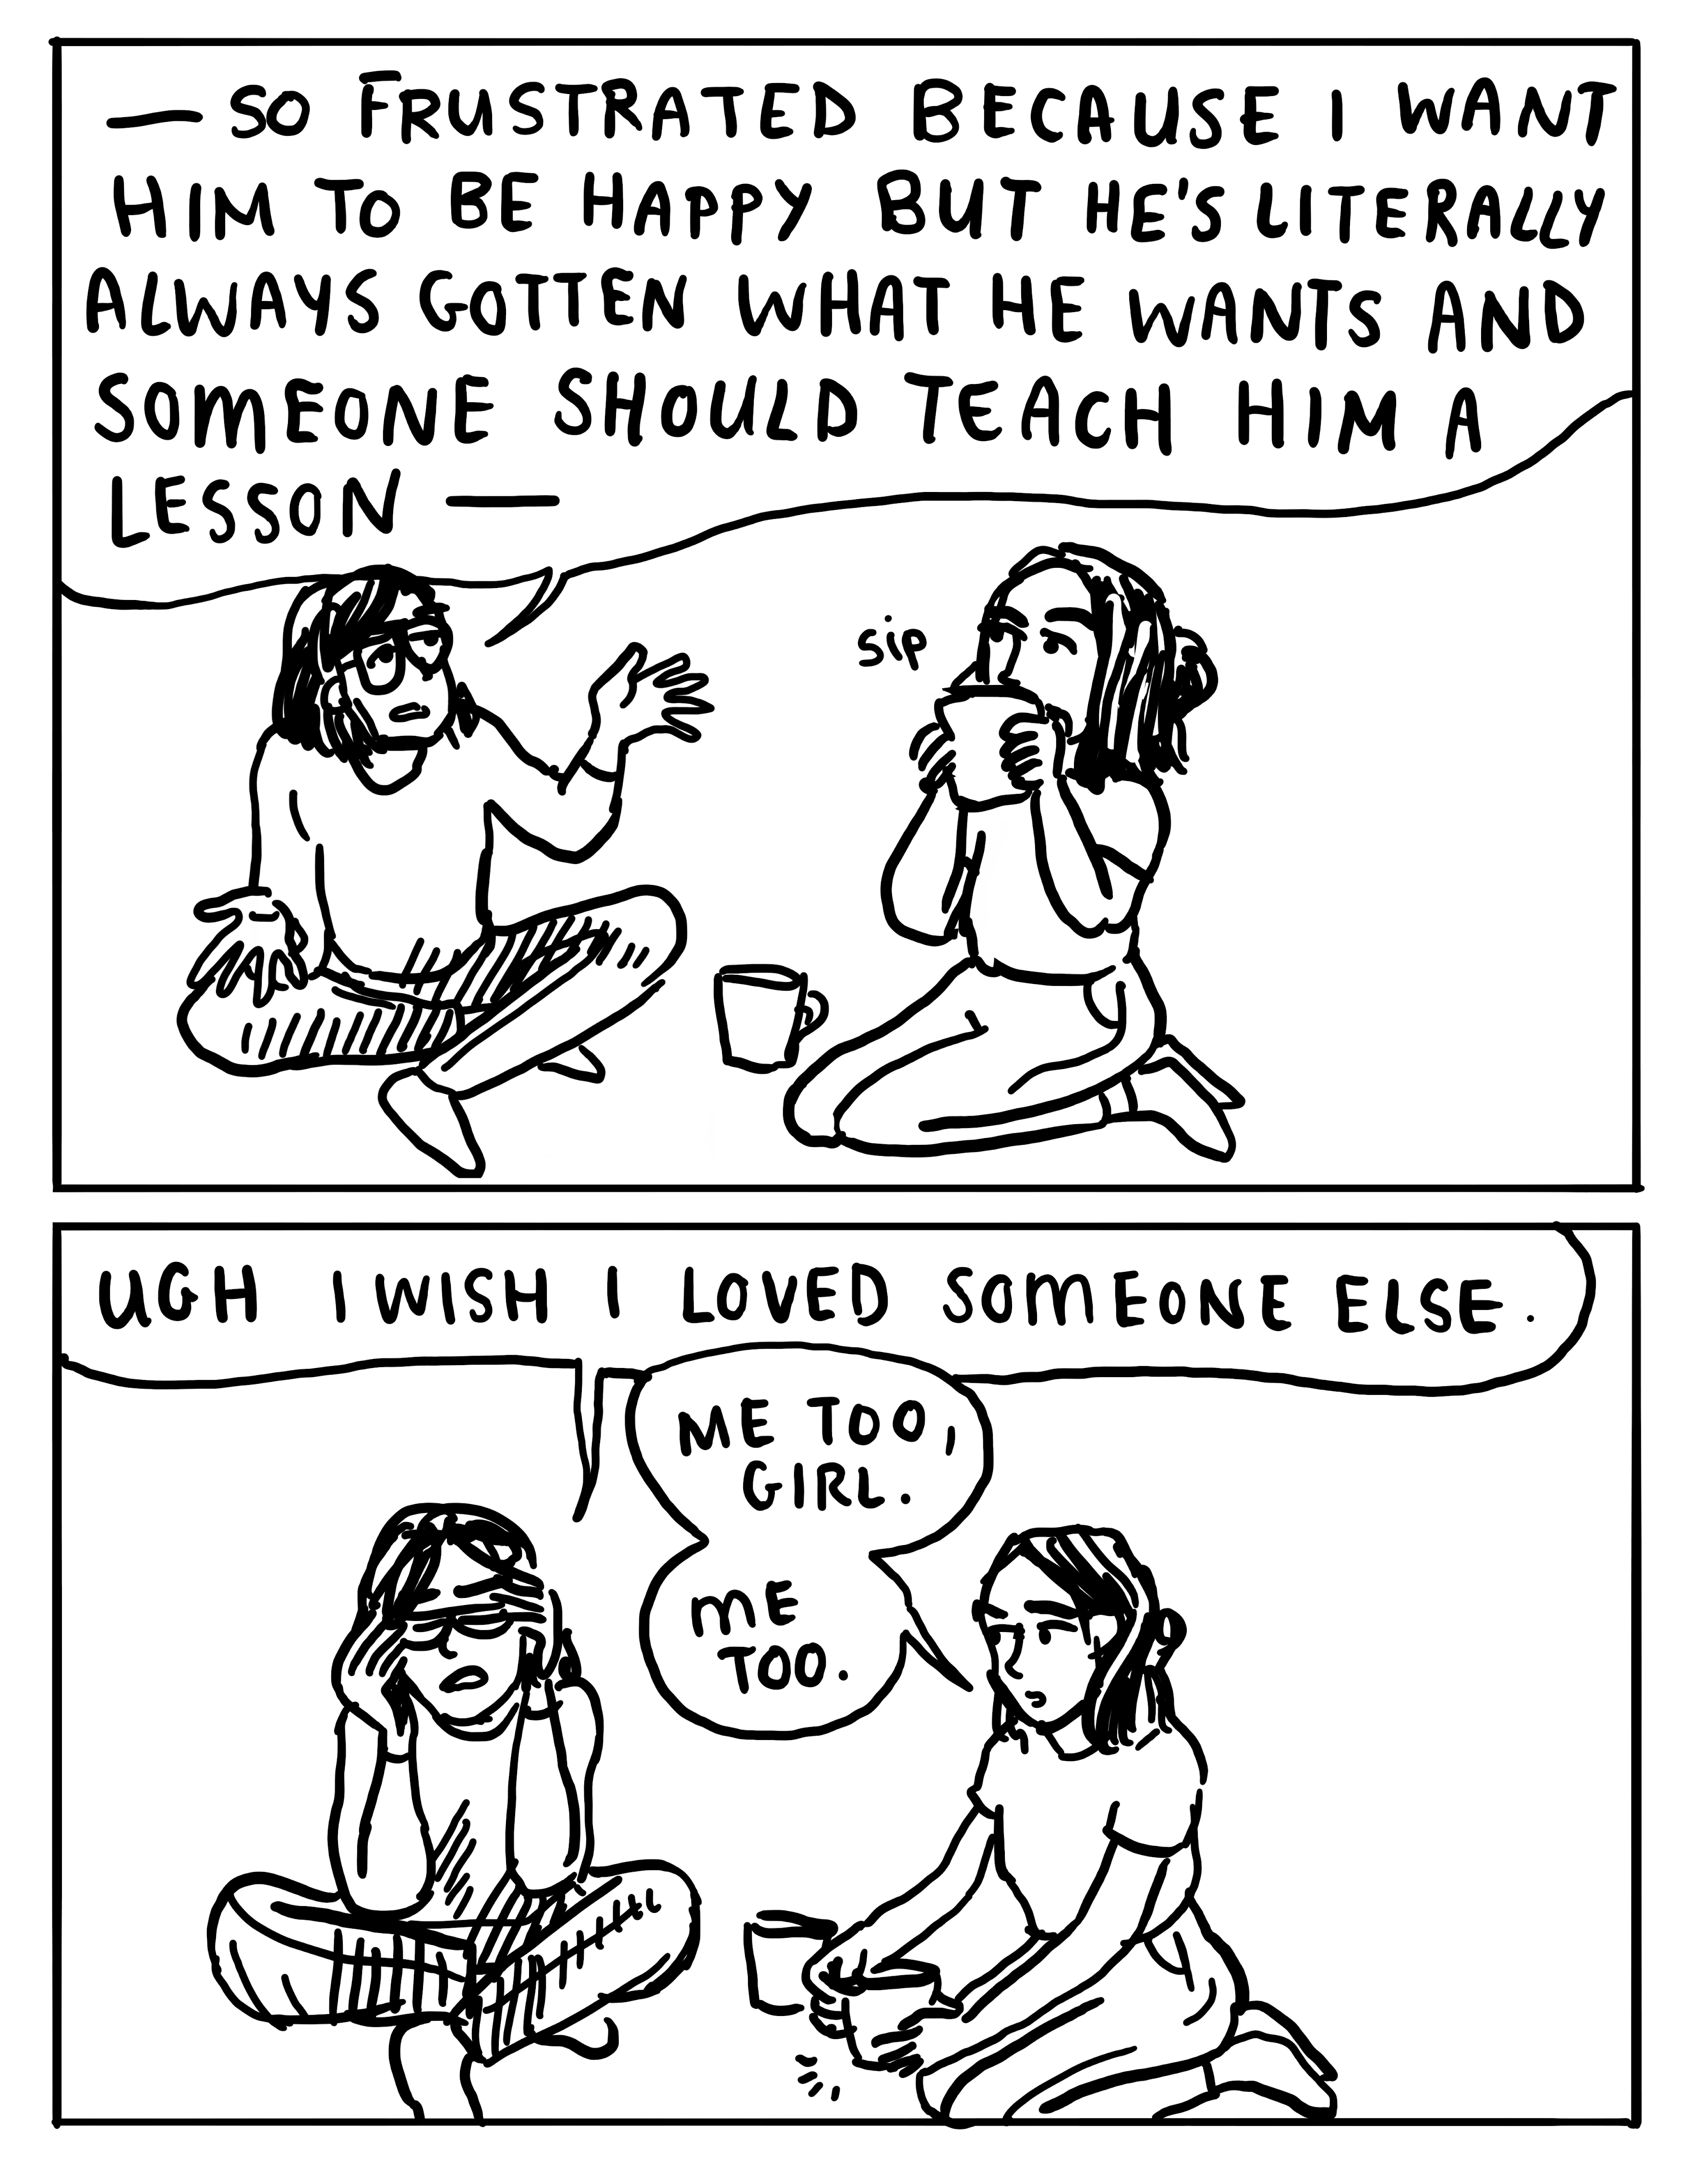 — SO FRUSTRATED BECAUSE I WANT
HIM TO BE HAPPY BUT HE'S LITERALLY
ALWAYS GOTTEN WHAT HE WANTS AND
SOMEONE SHOULD TEACH HIM A
LESSON —
SIP
UGH I WISH I LOVED SOMEONE ELSE.
ME TOO,
GIRL.
ME
TOO.